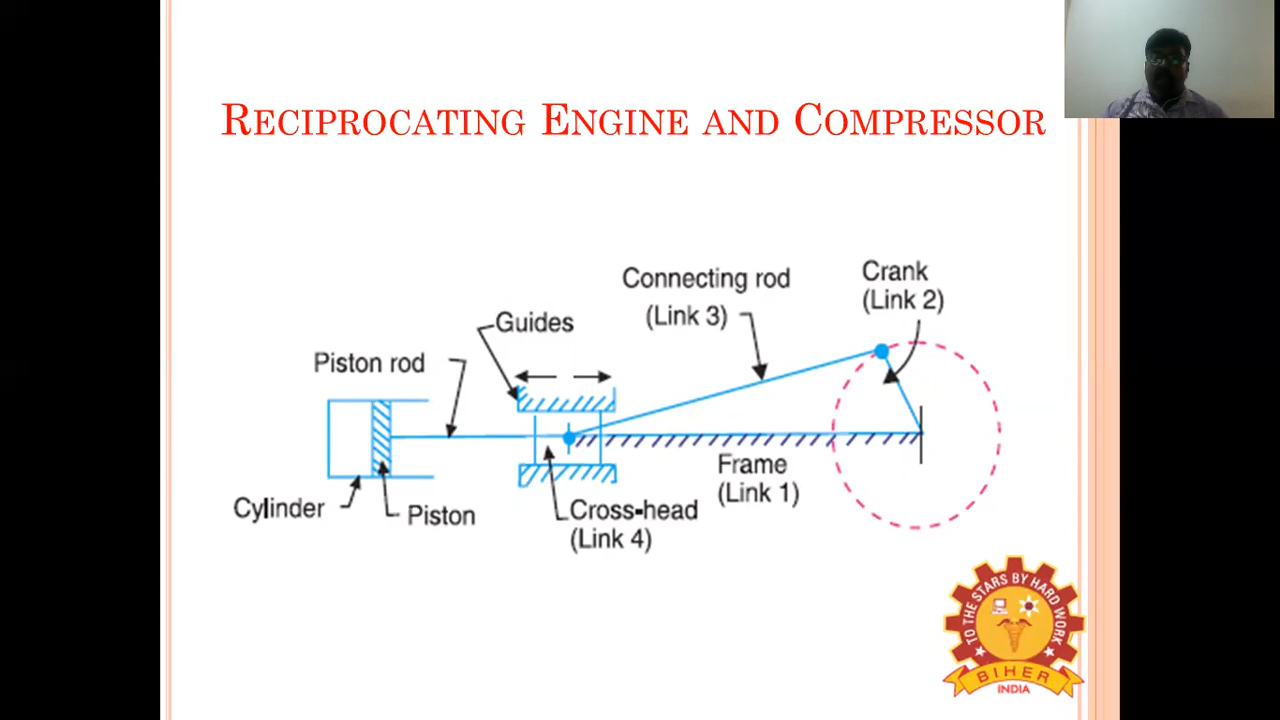 RECIPROCATING ENGINE AND COMPRESSOR
Connecting rod
(Link 3)
Crank
(Link 2)
Guides
Piston rod
Frame
(Link 1)
Cylinder
Piston
Cross-head
(Link 4)
TO THE STARS BY HARD WORK
BIHER
INDIA